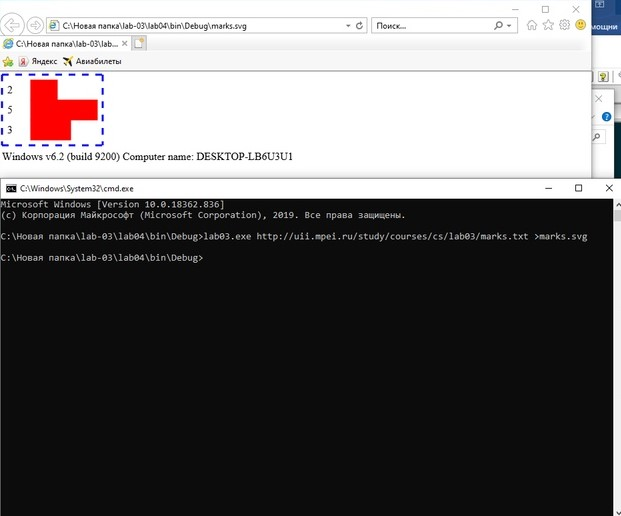 C:\Новая папка\lab-03\lab04\bin\Debug\marks.svg
Поиск...
C:\Новая папка\lab-03\lab...
Яндекс
Авиабилеты
2
5
3
Windows v6.2 (build 9200) Computer name: DESKTOP-LB6U3U1
C:\Windows\System32\cmd.exe
Microsoft Windows [Version 10.0.18362.836]
(c) Корпорация Майкрософт (Microsoft Corporation), 2019. Все права защищены.
C:\Новая папка\lab-03\lab04\bin\Debug>lab03.exe http://uii.mpei.ru/study/courses/cs/lab03/marks.txt >marks.svg
C:\Новая папка\lab-03\lab04\bin\Debug>